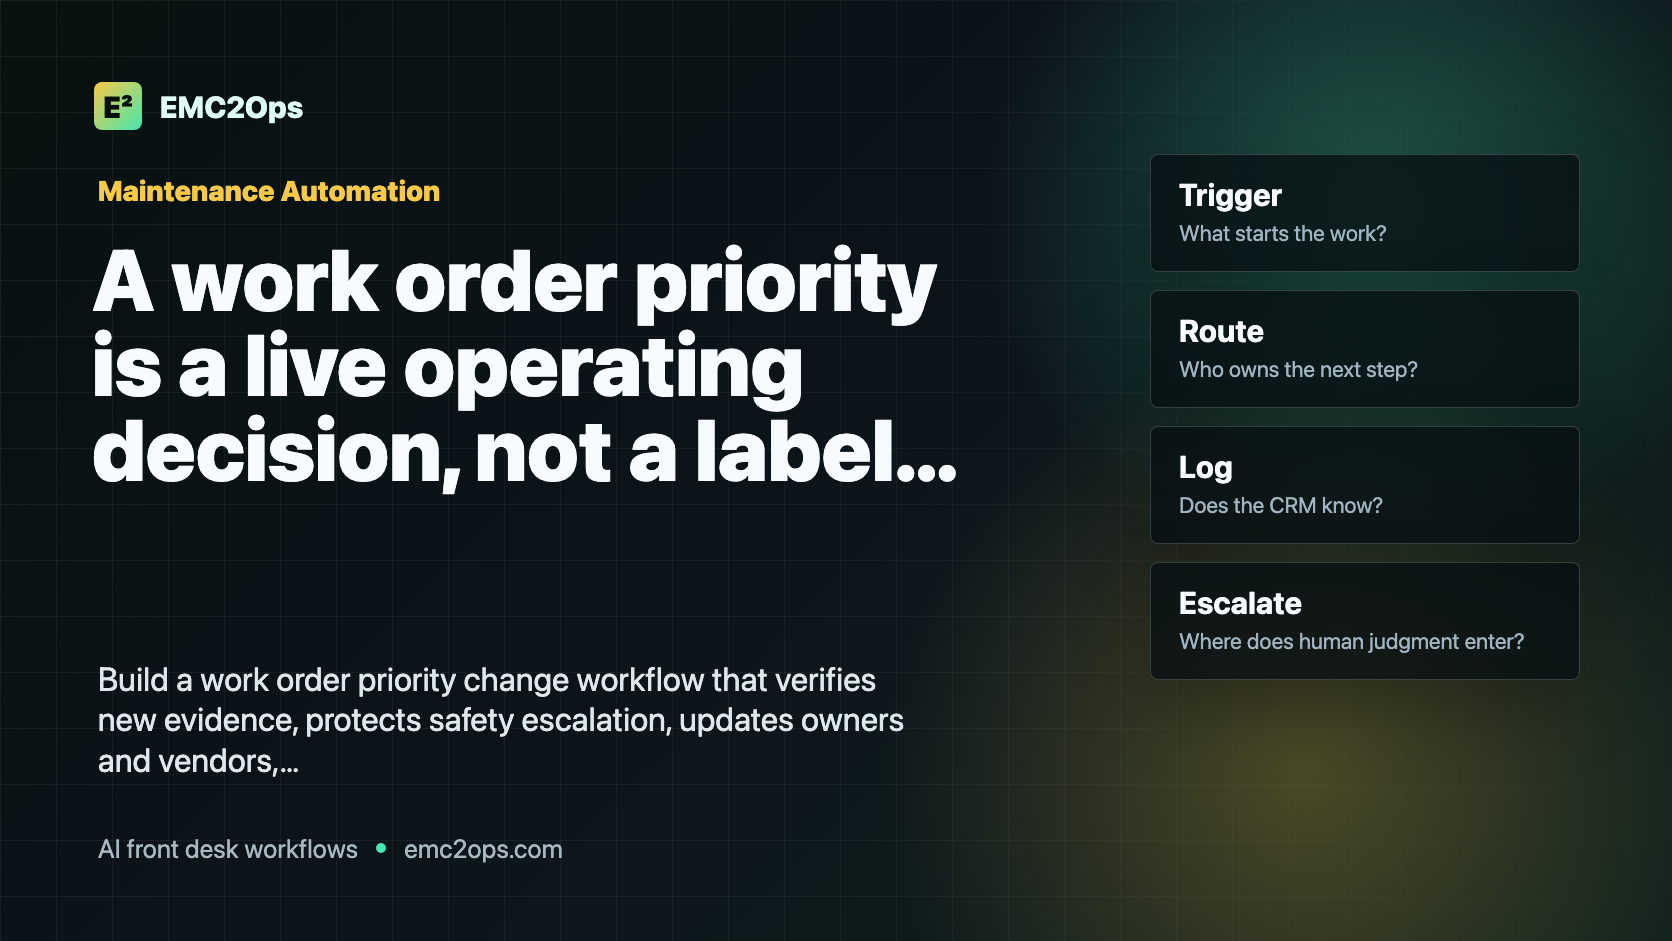 E²
EMC2Ops
Maintenance Automation
A work order priority
is a live operating
decision, not a label...
Build a work order priority change workflow that verifies
new evidence, protects safety escalation, updates owners
and vendors,...
AI front desk workflows • emc2ops.com
Trigger
What starts the work?
Route
Who owns the next step?
Log
Does the CRM know?
Escalate
Where does human judgment enter?